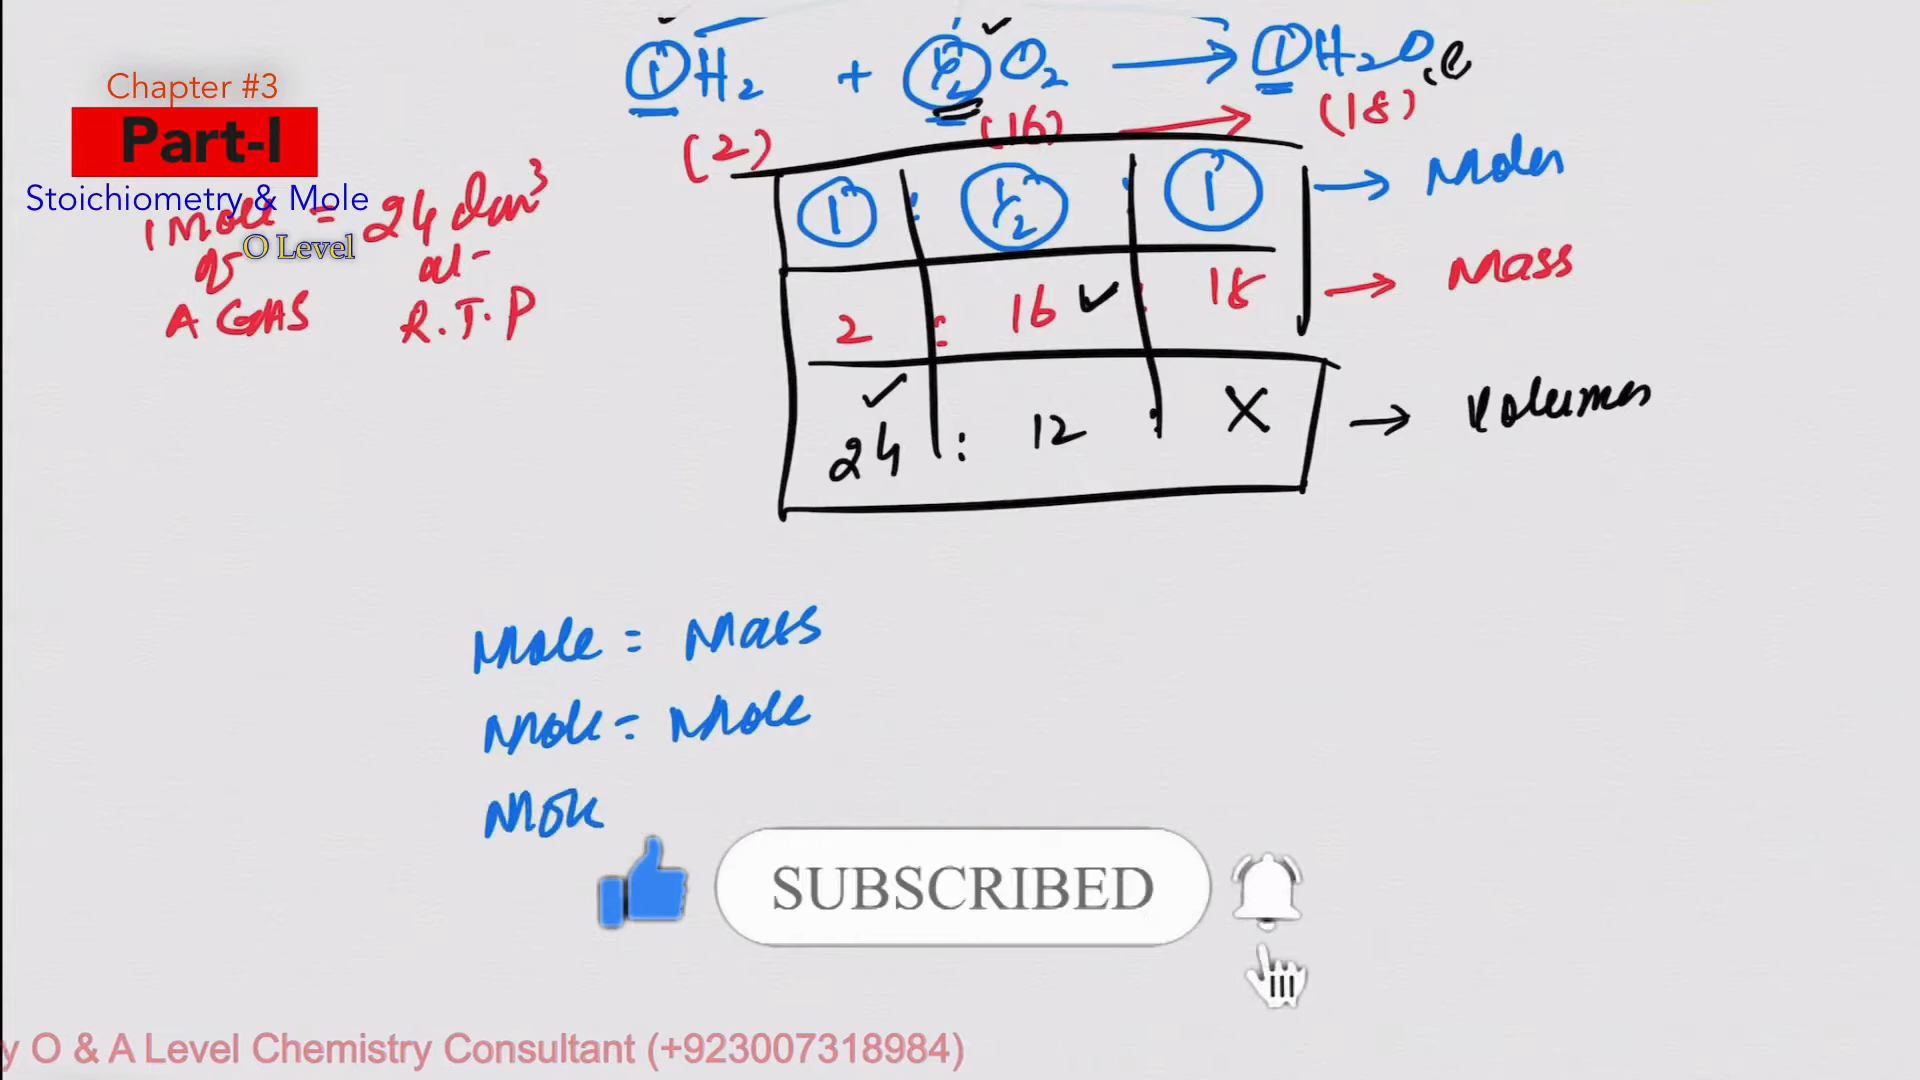 Chapter #3
Part-I
Stoichiometry & Mole
O Level
1 H2 + 1/2 O2 → 1 H2O
(2) (16) → (18)
1 : 1/2 : 1 → Moles
2 : 16 : 18 → Mass
24 : 12 : X → Volumes
1 Mole = 24 dm³
of at
A GAS R.T.P
Mole = Mass
Mole = Mole
Mole
SUBSCRIBED
y O & A Level Chemistry Consultant (+923007318984)